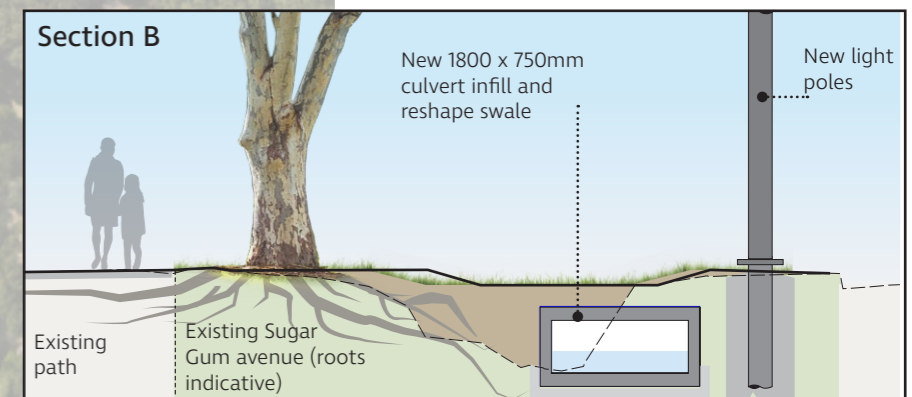 Section B
New 1800 x 750mm
culvert infill and
reshape swale
New light
poles
Existing
path
Existing Sugar
Gum avenue (roots
indicative)